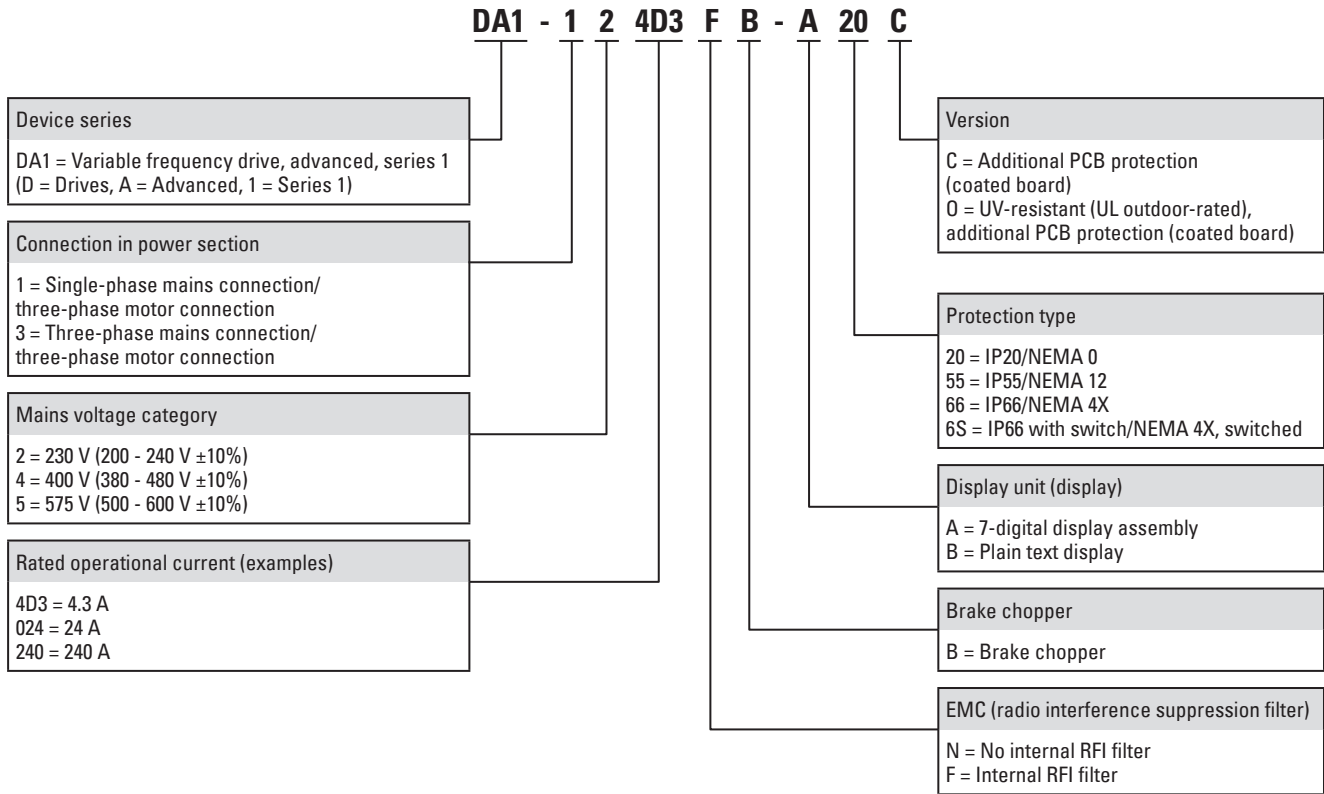 DA1 - 1 2 4D3 F B - A 20 C
Device series
DA1 = Variable frequency drive, advanced, series 1
(D = Drives, A = Advanced, 1 = Series 1)
Connection in power section
1 = Single-phase mains connection/
three-phase motor connection
3 = Three-phase mains connection/
three-phase motor connection
Mains voltage category
2 = 230 V (200 - 240 V ±10%)
4 = 400 V (380 - 480 V ±10%)
5 = 575 V (500 - 600 V ±10%)
Rated operational current (examples)
4D3 = 4.3 A
024 = 24 A
240 = 240 A
Version
C = Additional PCB protection
(coated board)
O = UV-resistant (UL outdoor-rated),
additional PCB protection (coated board)
Protection type
20 = IP20/NEMA 0
55 = IP55/NEMA 12
66 = IP66/NEMA 4X
6S = IP66 with switch/NEMA 4X, switched
Display unit (display)
A = 7-digital display assembly
B = Plain text display
Brake chopper
B = Brake chopper
EMC (radio interference suppression filter)
N = No internal RFI filter
F = Internal RFI filter